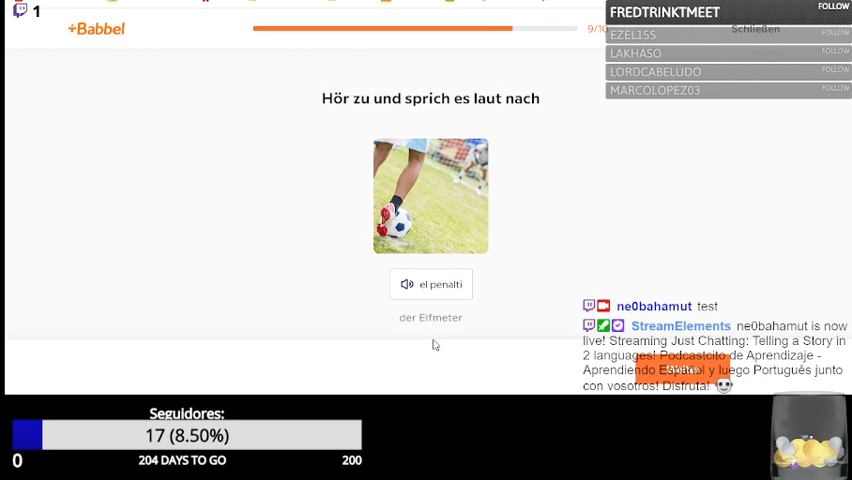 1
FREDTRINKTMEET
FOLLOW
+Babbel
9/10
Schließen
EZEL155
FOLLOW
LAKHASO
FOLLOW
LORDCABELUDO
FOLLOW
MARCOLOPEZ03
FOLLOW
Hör zu und sprich es laut nach
el penalti
der Elfmeter
ne0bahamut test
StreamElements ne0bahamut is now
live! Streaming Just Chatting: Telling a Story in
2 languages! Podcastcito de Aprendizaje -
Aprendiendo Español y luego Português junto
con vosotros! Disfruta!
Seguidores:
17 (8.50%)
0
204 DAYS TO GO
200